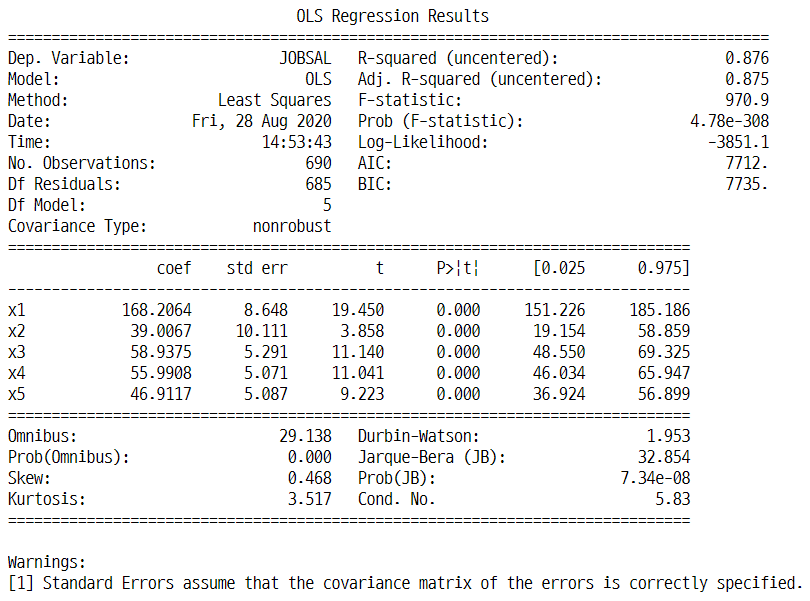 OLS Regression Results
==============================================================================
Dep. Variable: JOBSAL R-squared (uncentered): 0.876
Model: OLS Adj. R-squared (uncentered): 0.875
Method: Least Squares F-statistic: 970.9
Date: Fri, 28 Aug 2020 Prob (F-statistic): 4.78e-308
Time: 14:53:43 Log-Likelihood: -3851.1
No. Observations: 690 AIC: 7712.
Df Residuals: 685 BIC: 7735.
Df Model: 5
Covariance Type: nonrobust
==============================================================================
coef std err t P>|t| [0.025 0.975]
------------------------------------------------------------------------------
x1 168.2064 8.648 19.450 0.000 151.226 185.186
x2 39.0067 10.111 3.858 0.000 19.154 58.859
x3 58.9375 5.291 11.140 0.000 48.550 69.325
x4 55.9908 5.071 11.041 0.000 46.034 65.947
x5 46.9117 5.087 9.223 0.000 36.924 56.899
==============================================================================
Omnibus: 29.138 Durbin-Watson: 1.953
Prob(Omnibus): 0.000 Jarque-Bera (JB): 32.854
Skew: 0.468 Prob(JB): 7.34e-08
Kurtosis: 3.517 Cond. No. 5.83
==============================================================================
Warnings:
[1] Standard Errors assume that the covariance matrix of the errors is correctly specified.